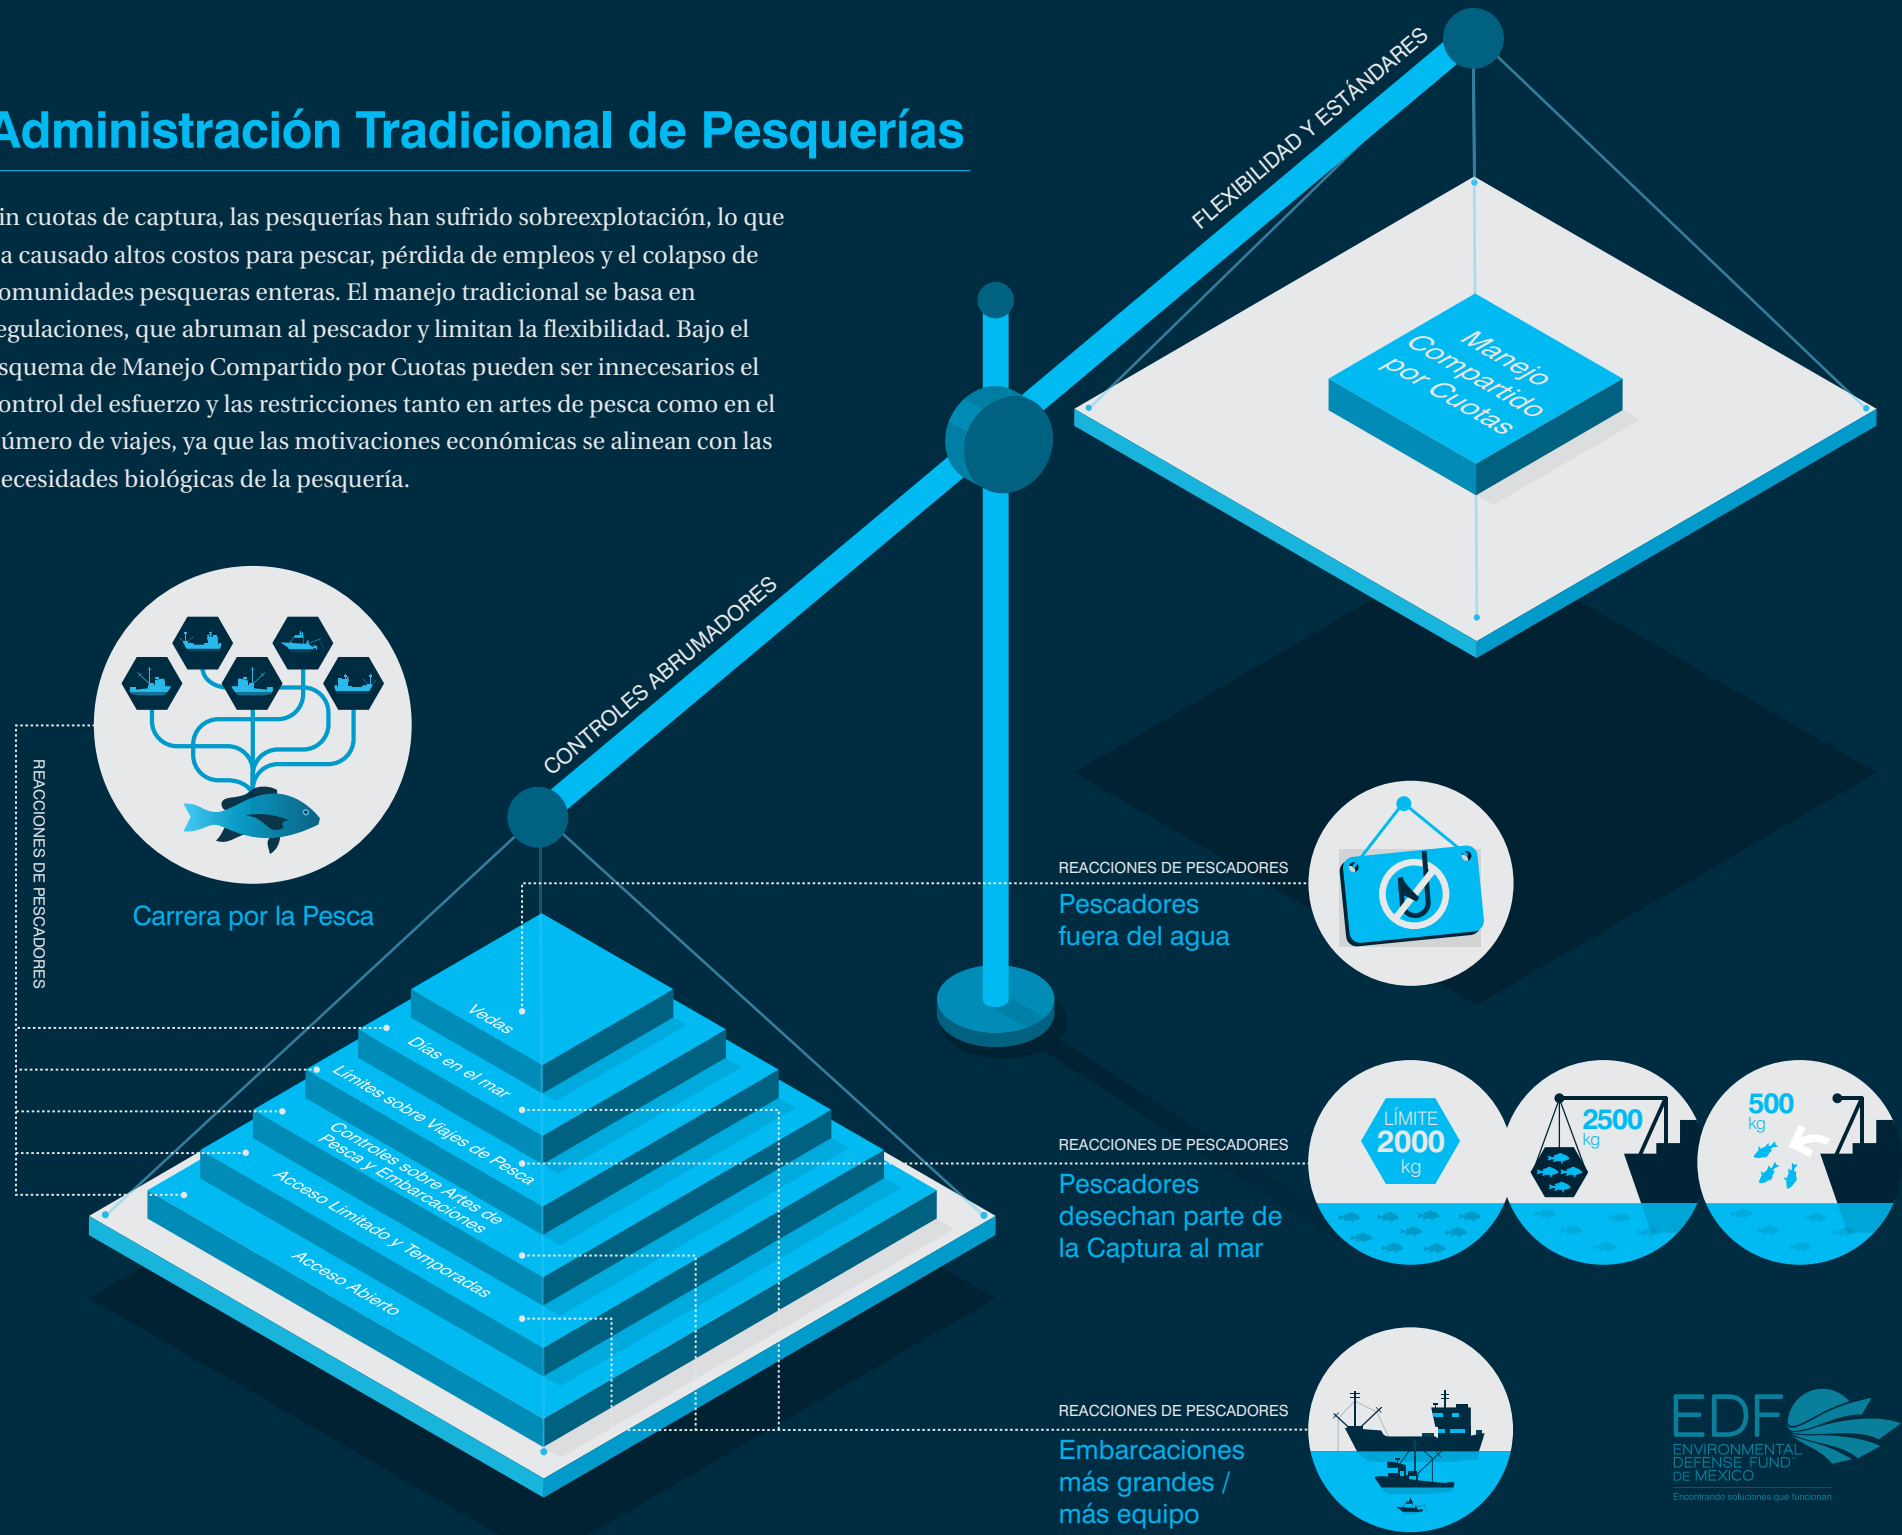 Administración Tradicional de Pesquerías
in cuotas de captura, las pesquerías han sufrido sobreexplotación, lo que
a causado altos costos para pescar, pérdida de empleos y el colapso de
omunidades pesqueras enteras. El manejo tradicional se basa en
egulaciones, que abruman al pescador y limitan la flexibilidad. Bajo el
squema de Manejo Compartido por Cuotas pueden ser innecesarios el
ontrol del esfuerzo y las restricciones tanto en artes de pesca como en el
úmero de viajes, ya que las motivaciones económicas se alinean con las
ecesidades biológicas de la pesquería.
FLEXIBILIDAD Y ESTÁNDARES
Manejo
Compartido
por Cuotas
CONTROLES ABRUMADORES
REACCIONES DE PESCADORES
Carrera por la Pesca
Vedas
Días en el mar
Límites sobre Viajes de Pesca
Controles sobre Artes de
Pesca y Embarcaciones
Acceso Limitado y Temporadas
Acceso Abierto
REACCIONES DE PESCADORES
Pescadores
fuera del agua
REACCIONES DE PESCADORES
Pescadores
desechan parte de
la Captura al mar
LÍMITE
2000
kg
2500
kg
500
kg
REACCIONES DE PESCADORES
Embarcaciones
más grandes /
más equipo
EDF
ENVIRONMENTAL
DEFENSE FUND™
DE MEXICO
Encontrando soluciones que funcionan